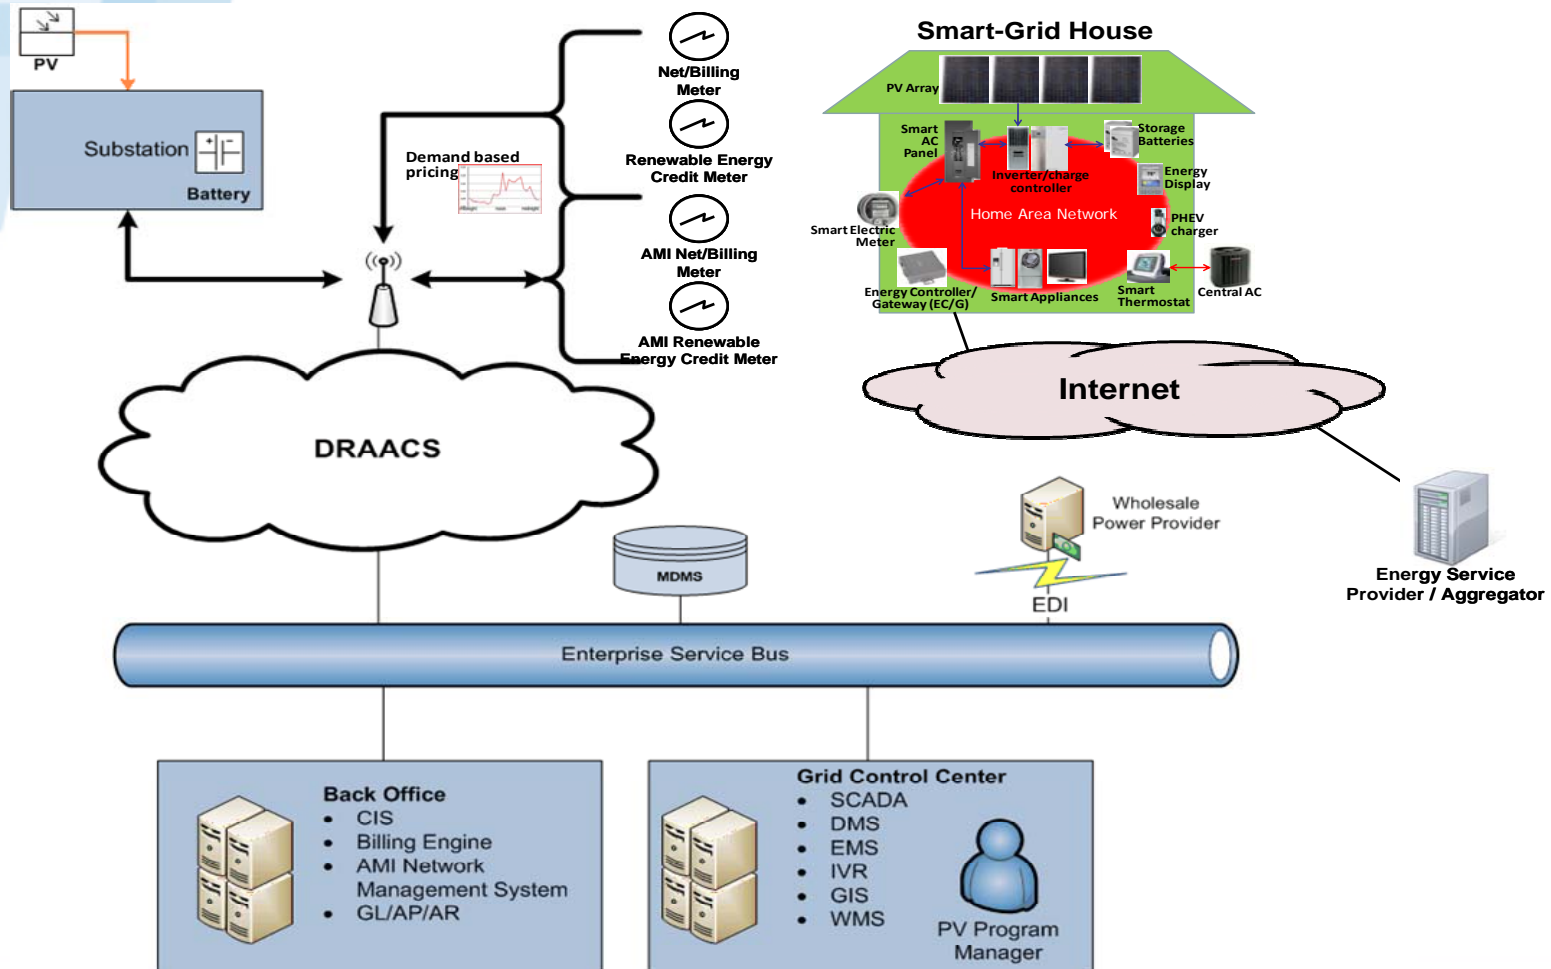 PV
Substation
Battery
Demand based
pricing
Net/Billing
Meter
Renewable Energy
Credit Meter
AMI Net/Billing
Meter
AMI Renewable
Energy Credit Meter
Smart-Grid House
PV Array
Smart
AC
Panel
Storage
Batteries
Inverter/charge
controller
Energy
Display
Home Area Network
PHEV
charger
Smart Electric
Meter
Energy Controller/
Gateway (EC/G)
Smart Appliances
Smart
Thermostat
Central AC
Internet
DRAACS
Wholesale
Power Provider
EDI
Energy Service
Provider / Aggregator
MDMS
Enterprise Service Bus
Back Office
• CIS
• Billing Engine
• AMI Network
Management System
• GL/AP/AR
Grid Control Center
• SCADA
• DMS
• EMS
• IVR
• GIS
• WMS
PV Program
Manager